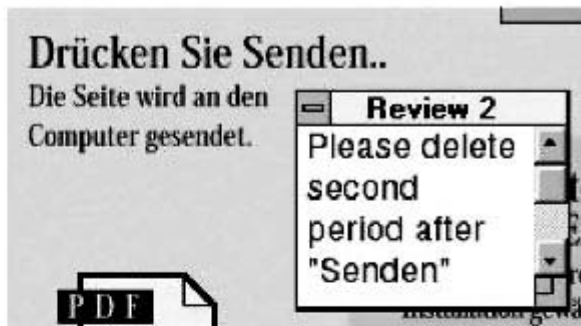 Drücken Sie Senden..
Die Seite wird an den
Computer gesendet.
Review 2
Please delete
second
period after
"Senden"
PDF